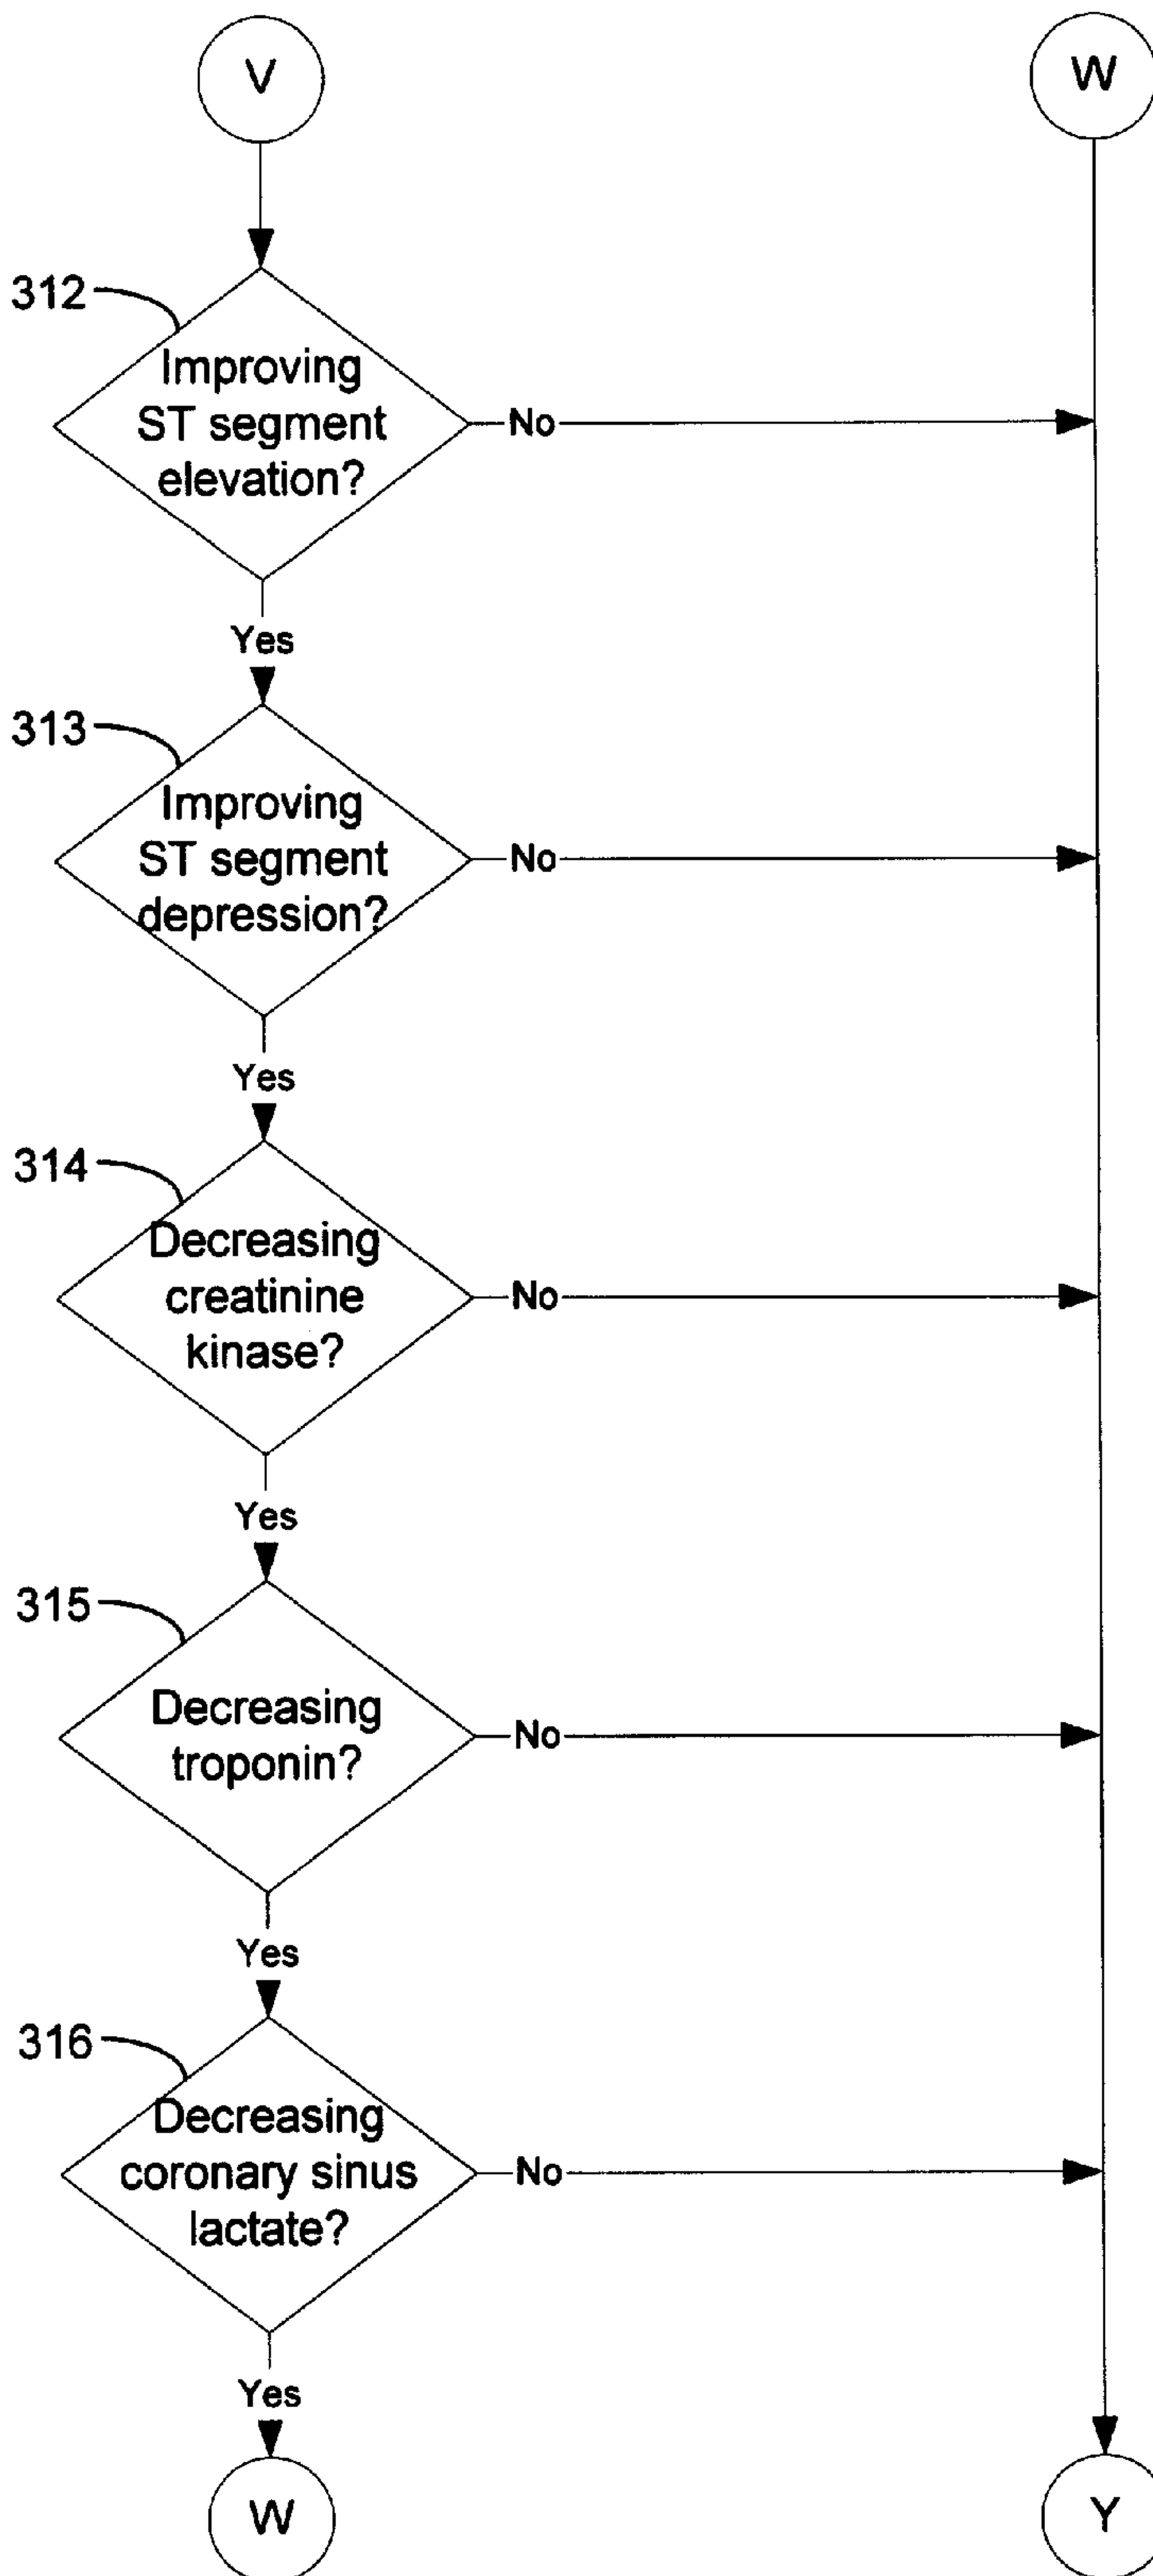 V
W
312
Improving
ST segment
elevation?
No
Yes
313
Improving
ST segment
depression?
No
Yes
314
Decreasing
creatinine
kinase?
No
Yes
315
Decreasing
troponin?
No
Yes
316
Decreasing
coronary sinus
lactate?
No
Yes
W
Y